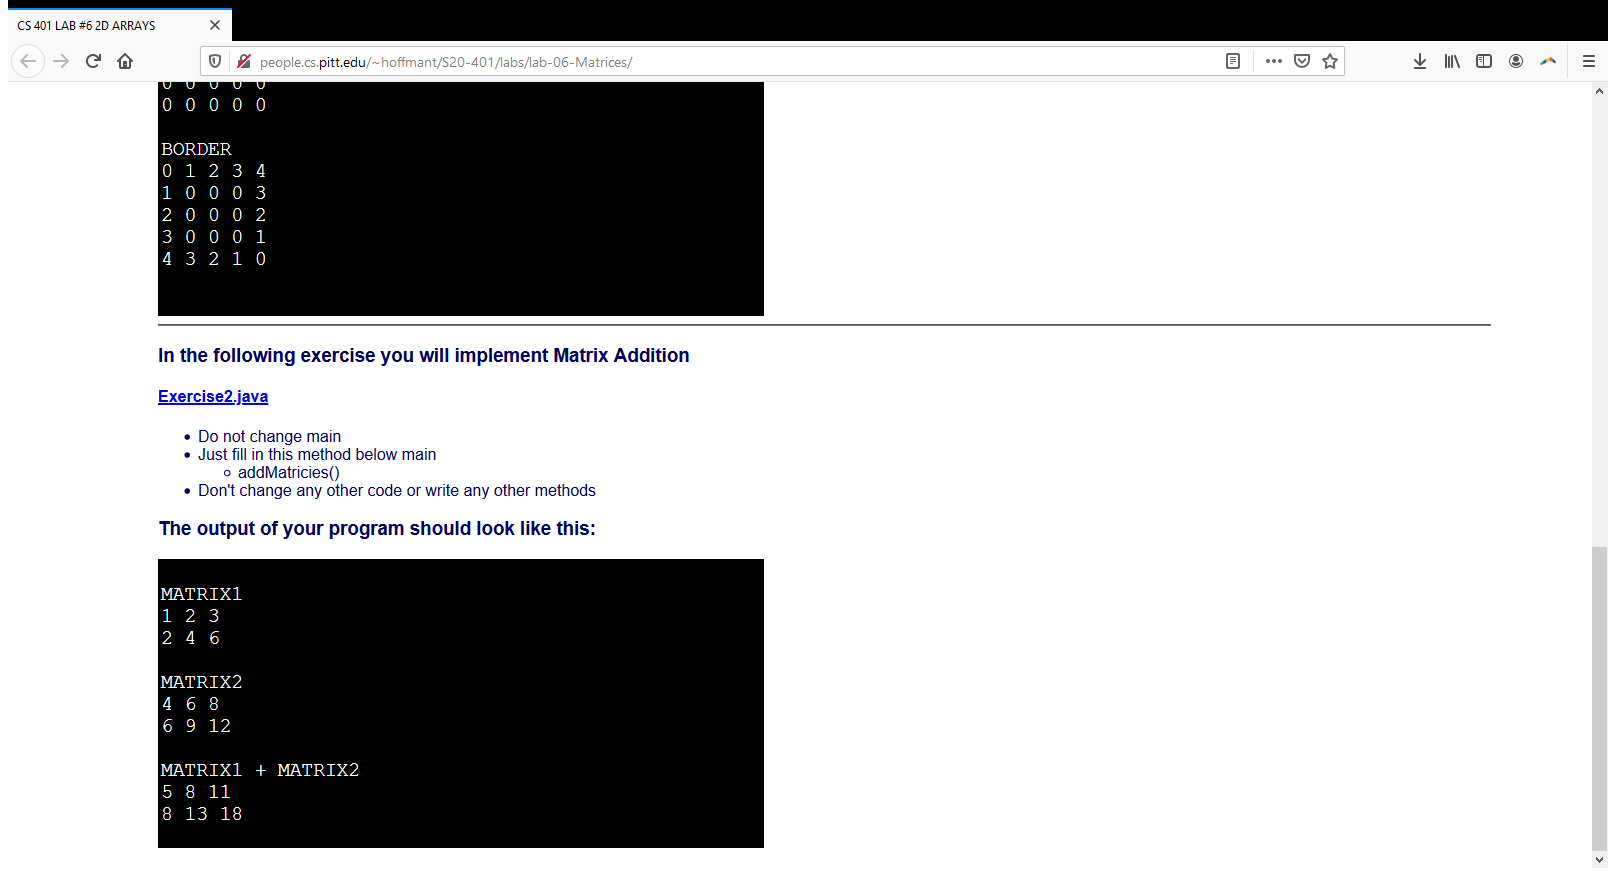 CS 401 LAB #6 2D ARRAYS
people.cs.pitt.edu/~hoffmant/S20-401/labs/lab-06-Matrices/
0 0 0 0 0
0 0 0 0 0
BORDER
0 1 2 3 4
1 0 0 0 3
2 0 0 0 2
3 0 0 0 1
4 3 2 1 0
In the following exercise you will implement Matrix Addition
Exercise2.java
Do not change main
Just fill in this method below main
addMatricies()
Don't change any other code or write any other methods
The output of your program should look like this:
MATRIX1
1 2 3
2 4 6
MATRIX2
4 6 8
6 9 12
MATRIX1 + MATRIX2
5 8 11
8 13 18